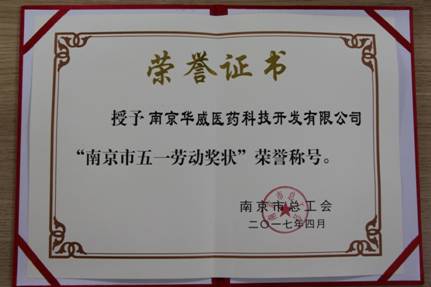 荣誉证书
授予南京华威医药科技开发有限公司
“南京市五一劳动奖状”荣誉称号。
南京市总工会
二〇一七年四月